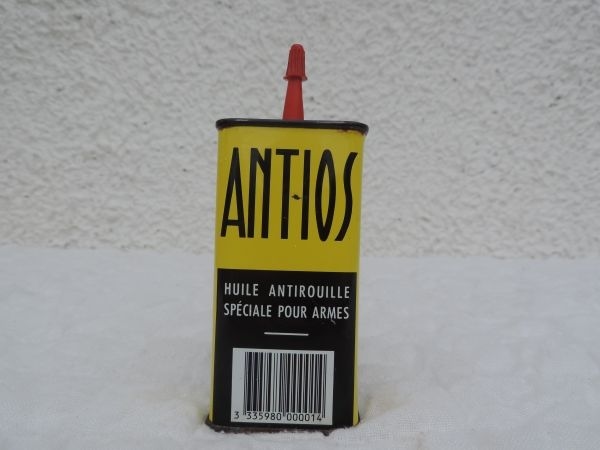 ANTIOS
HUILE ANTIROUILLE
SPÉCIALE POUR ARMES
3 335980 000014